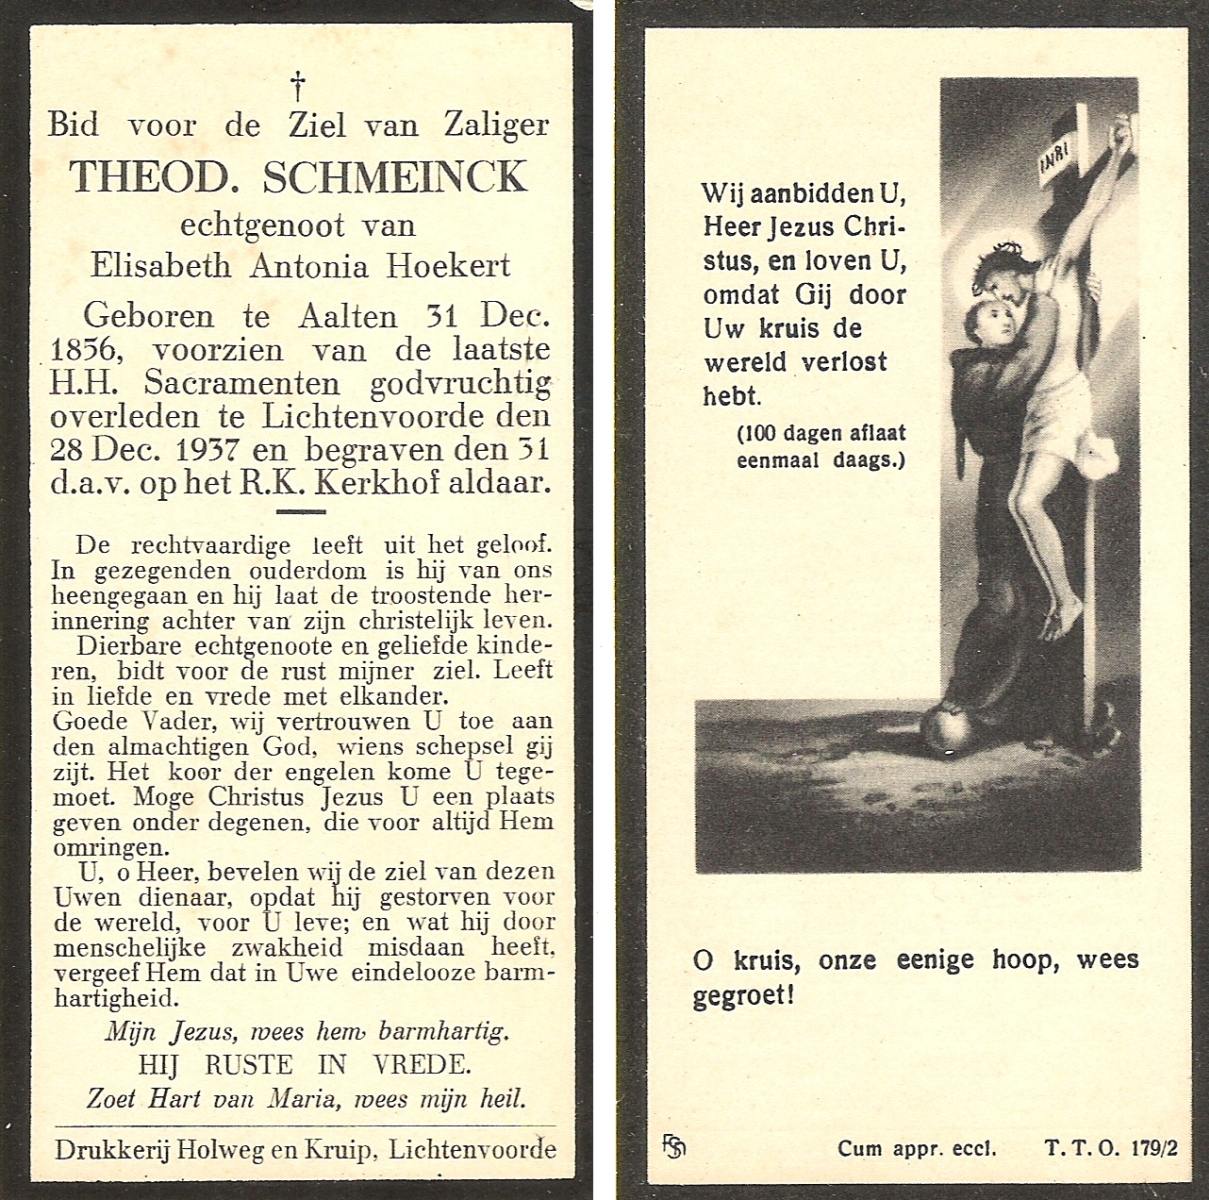 †
Bid voor de Ziel van Zaliger
THEOD. SCHMEINCK
echtgenoot van
Elisabeth Antonia Hoekert
Geboren te Aalten 31 Dec.
1856, voorzien van de laatste
H.H. Sacramenten godvruchtig
overleden te Lichtenvoorde den
28 Dec. 1937 en begraven den 31
d.a.v. op het R.K. Kerkhof aldaar.
De rechtvaardige leeft uit het geloof.
In gezegenden ouderdom is hij van ons
heengegaan en hij laat de troostende her-
innering achter van zijn christelijk leven.
Dierbare echtgenoote en geliefde kinde-
ren, bidt voor de rust mijner ziel. Leeft
in liefde en vrede met elkander.
Goede Vader, wij vertrouwen U toe aan
den almachtigen God, wiens schepsel gij
zijt. Het koor der engelen kome U tege-
moet. Moge Christus Jezus U een plaats
geven onder degenen, die voor altijd Hem
omringen.
U, o Heer, bevelen wij de ziel van dezen
Uwen dienaar, opdat hij gestorven voor
de wereld, voor U leve; en wat hij door
menschelijke zwakheid misdaan heeft,
vergeef Hem dat in Uwe eindelooze barm-
hartigheid.
Mijn Jezus, wees hem barmhartig.
HIJ RUSTE IN VREDE.
Zoet Hart van Maria, wees mijn heil.
Drukkerij Holweg en Kruip, Lichtenvoorde
INRI
Wij aanbidden U,
Heer Jezus Chri-
stus, en loven U,
omdat Gij door
Uw kruis de
wereld verlost
hebt.
(100 dagen aflaat
eenmaal daags.)
O kruis, onze eenige hoop, wees
gegroet!
Cum appr. eccl. T. T. O. 179/2